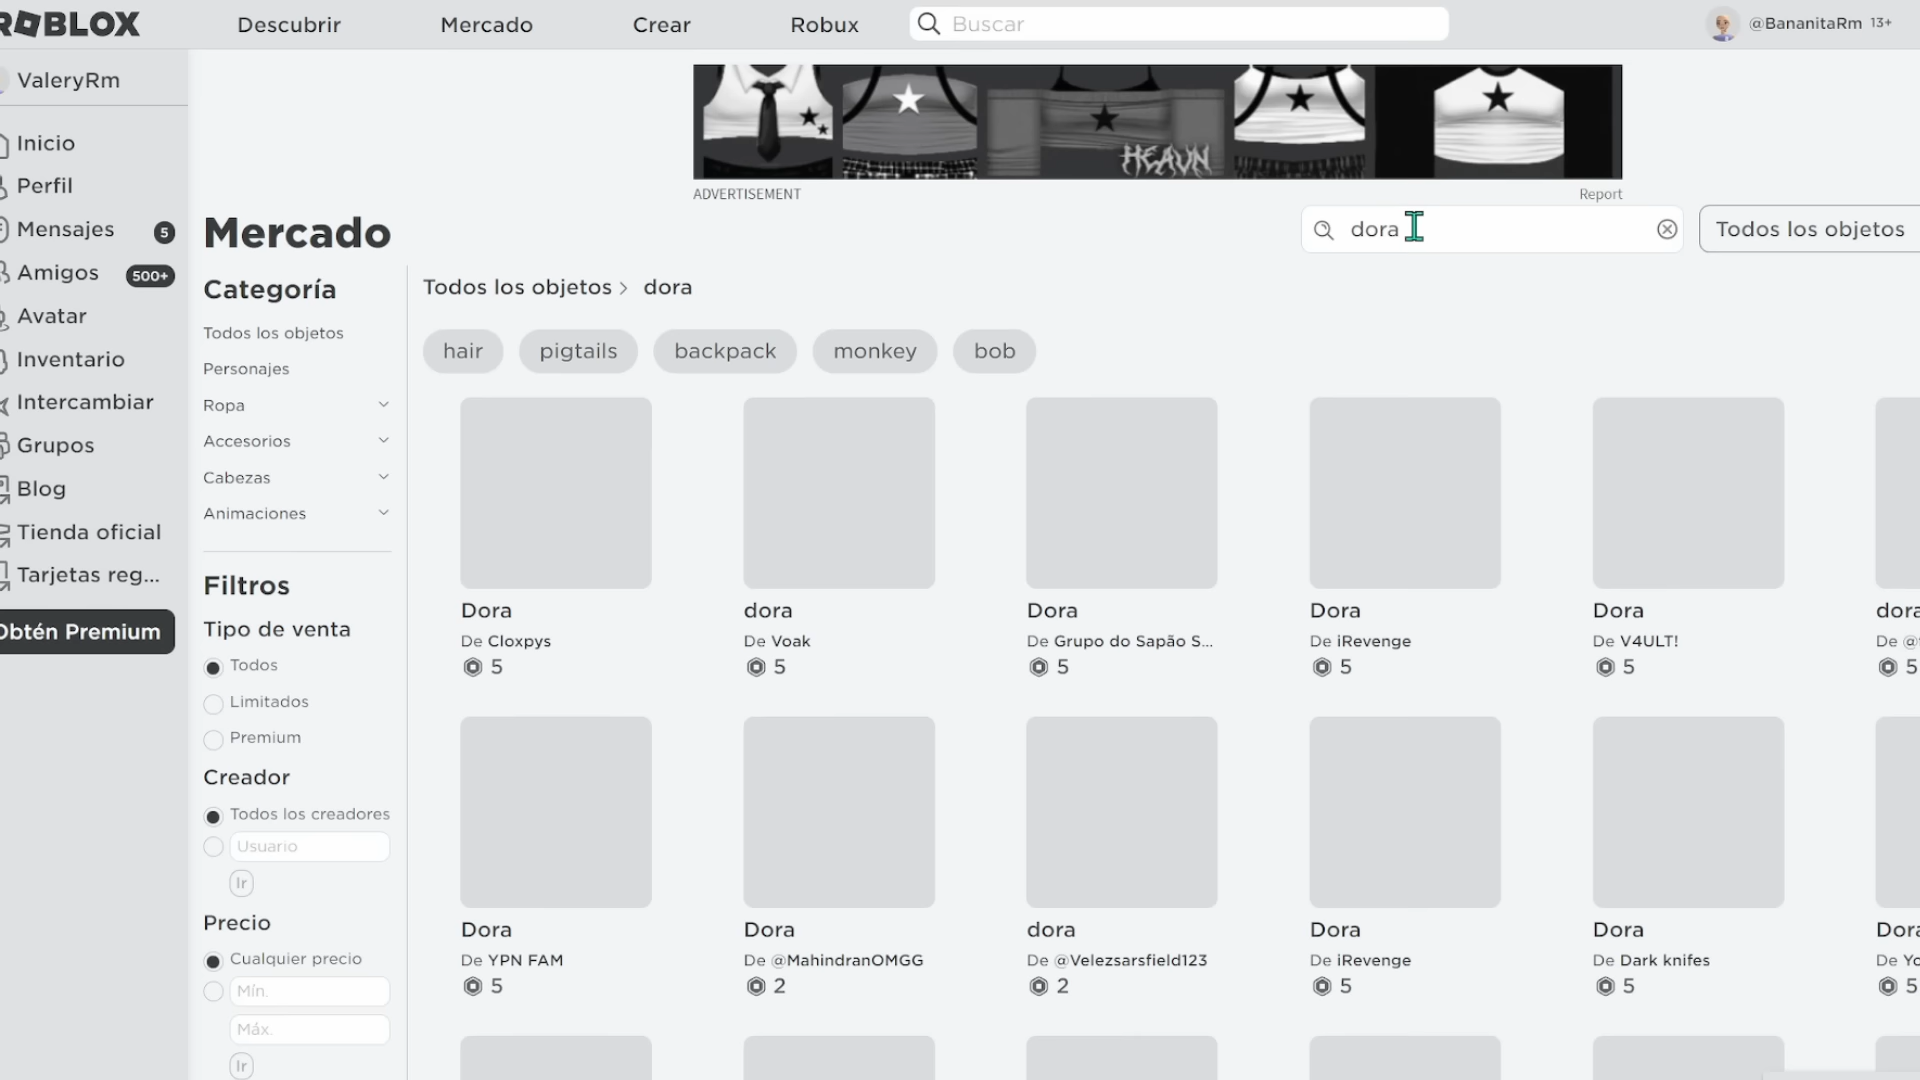 ROBLOX
Descubrir
Mercado
Crear
Robux
Buscar
@BananitaRm 13+
ValeryRm
Inicio
Perfil
Mensajes 5
Amigos 500+
Avatar
Inventario
Intercambiar
Grupos
Blog
Tienda oficial
Tarjetas reg...
Obtén Premium
HEAVN
ADVERTISEMENT
Report
Mercado
dora
Todos los objetos
Categoría
Todos los objetos
Personajes
Ropa
Accesorios
Cabezas
Animaciones
Filtros
Tipo de venta
Todos
Limitados
Premium
Creador
Todos los creadores
Usuario
Ir
Precio
Cualquier precio
Mín.
Máx.
Ir
Todos los objetos > dora
hair
pigtails
backpack
monkey
bob
Dora
De Cloxpys
5
dora
De Voak
5
Dora
De Grupo do Sapão S...
5
Dora
De iRevenge
5
Dora
De V4ULT!
5
dora
De @
5
Dora
De YPN FAM
5
Dora
De @MahindranOMGG
2
dora
De @Velezsarsfield123
2
Dora
De iRevenge
5
Dora
De Dark knifes
5
Dora
De
5